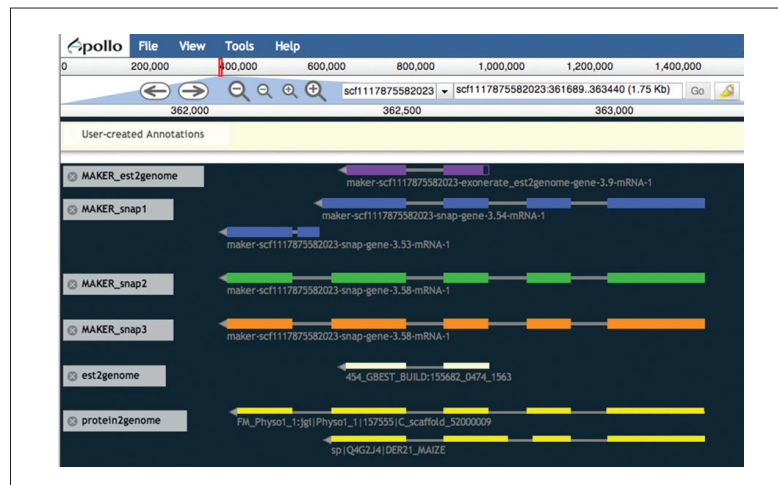 Apollo File View Tools Help
0 200,000 400,000 600,000 800,000 1,000,000 1,200,000 1,400,000
scf1117875582023 scf1117875582023:361689..363440 (1.75 Kb) Go
362,000 362,500 363,000
User-created Annotations
MAKER_est2genome
maker-scf1117875582023-exonerate_est2genome-gene-3.9-mRNA-1
MAKER_snap1
maker-scf1117875582023-snap-gene-3.54-mRNA-1
maker-scf1117875582023-snap-gene-3.53-mRNA-1
MAKER_snap2
maker-scf1117875582023-snap-gene-3.58-mRNA-1
MAKER_snap3
maker-scf1117875582023-snap-gene-3.58-mRNA-1
est2genome
454_GBEST_BUILD:155682_0474_1563
protein2genome
FM_Physo1_1:jgi|Physo1_1|157555|C_scaffold_52000009
sp|Q4G2J4|DER21_MAIZE